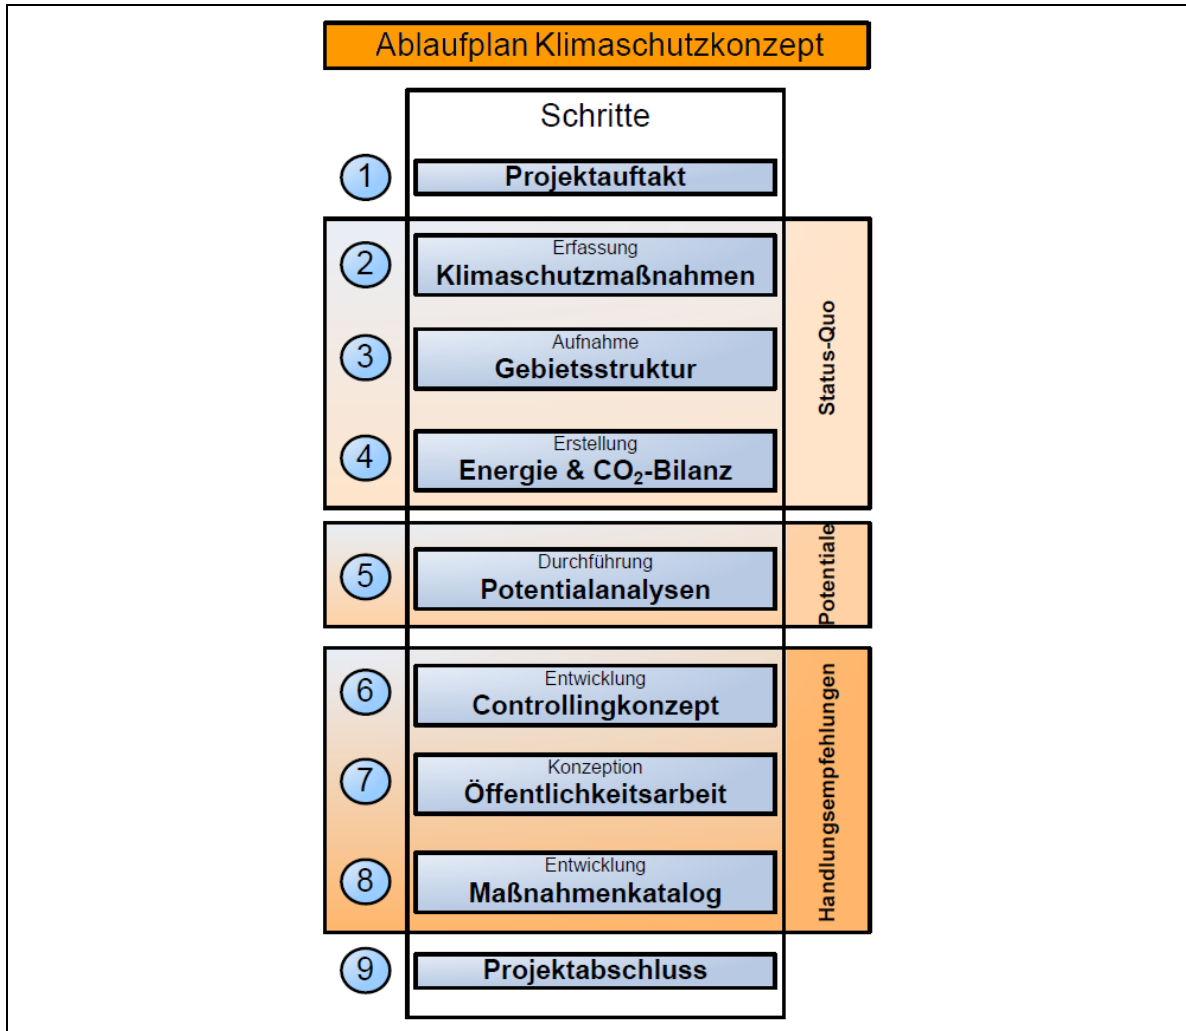 Ablaufplan Klimaschutzkonzept
Schritte
1
Projektauftakt
2
Erfassung
Klimaschutzmaßnahmen
3
Aufnahme
Gebietsstruktur
4
Erstellung
Energie & CO₂-Bilanz
Status-Quo
5
Durchführung
Potentialanalysen
Potentiale
6
Entwicklung
Controllingkonzept
7
Konzeption
Öffentlichkeitsarbeit
8
Entwicklung
Maßnahmenkatalog
Handlungsempfehlungen
9
Projektabschluss